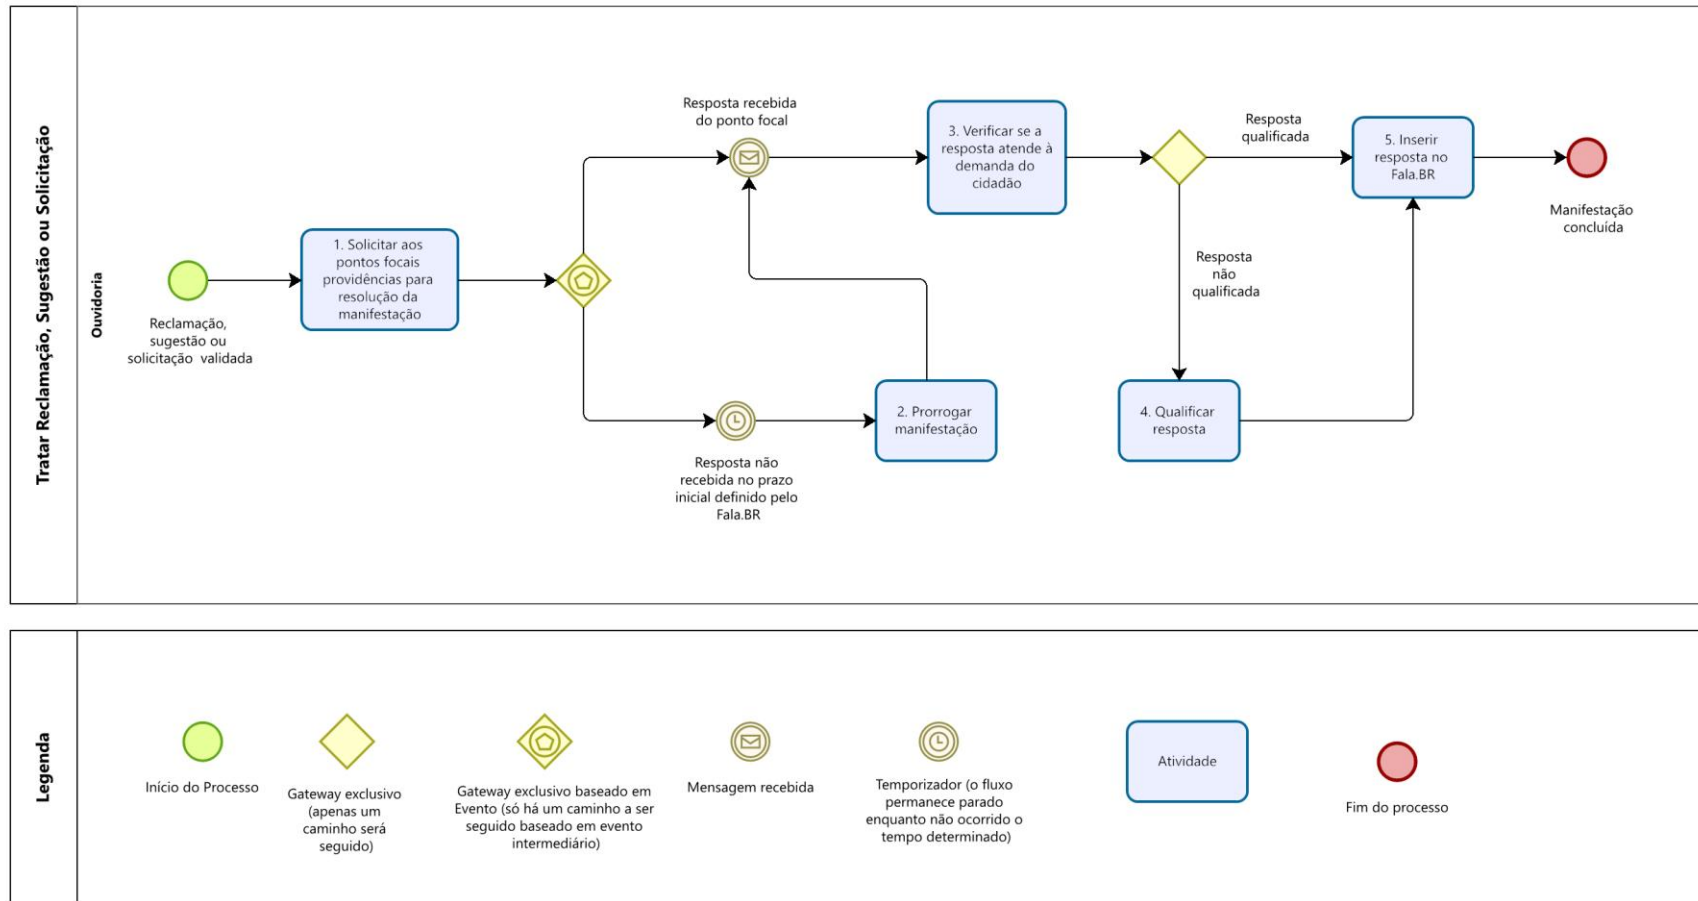 Tratar Reclamação, Sugestão ou Solicitação
Ouvidoria
Reclamação,
sugestão ou
solicitação validada
1. Solicitar aos
pontos focais
providências para
resolução da
manifestação
Resposta recebida
do ponto focal
Resposta não
recebida no prazo
inicial definido pelo
Fala.BR
2. Prorrogar
manifestação
3. Verificar se a
resposta atende à
demanda do
cidadão
Resposta
qualificada
Resposta
não
qualificada
4. Qualificar
resposta
5. Inserir
resposta no
Fala.BR
Manifestação
concluída
Legenda
Início do Processo
Gateway exclusivo
(apenas um
caminho será
seguido)
Gateway exclusivo baseado em
Evento (só há um caminho a ser
seguido baseado em evento
intermediário)
Mensagem recebida
Temporizador (o fluxo
permanece parado
enquanto não ocorrido o
tempo determinado)
Atividade
Fim do processo